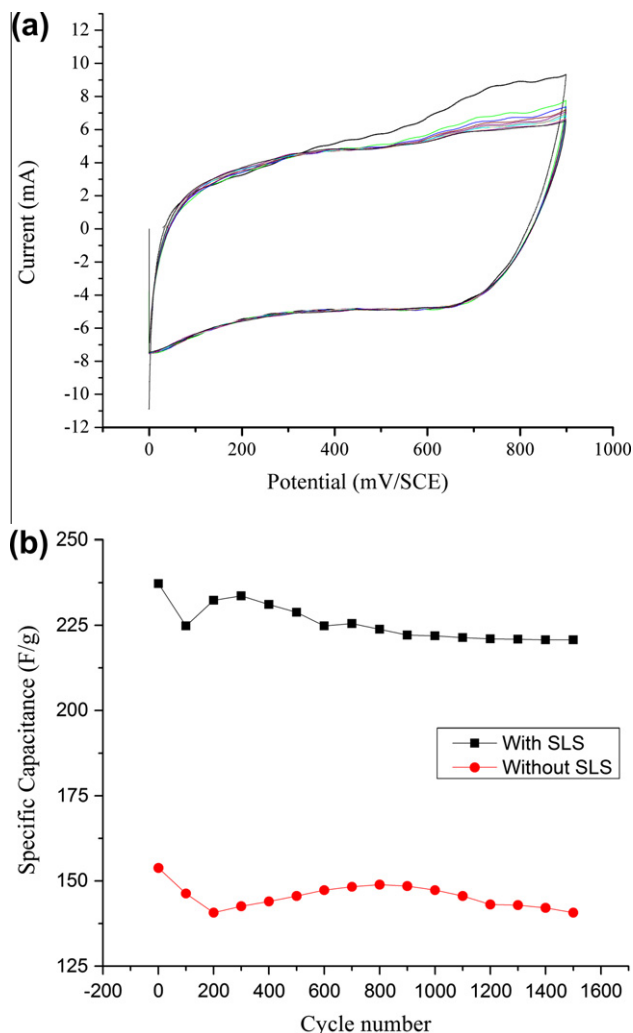 (a)
12
10
8
6
4
2
0
-2
-4
-6
-8
-10
-12
Current (mA)
0 200 400 600 800 1000
Potential (mV/SCE)
(b)
250
225
200
175
150
125
Specific Capacitance (F/g)
With SLS
Without SLS
-200 0 200 400 600 800 1000 1200 1400 1600
Cycle number